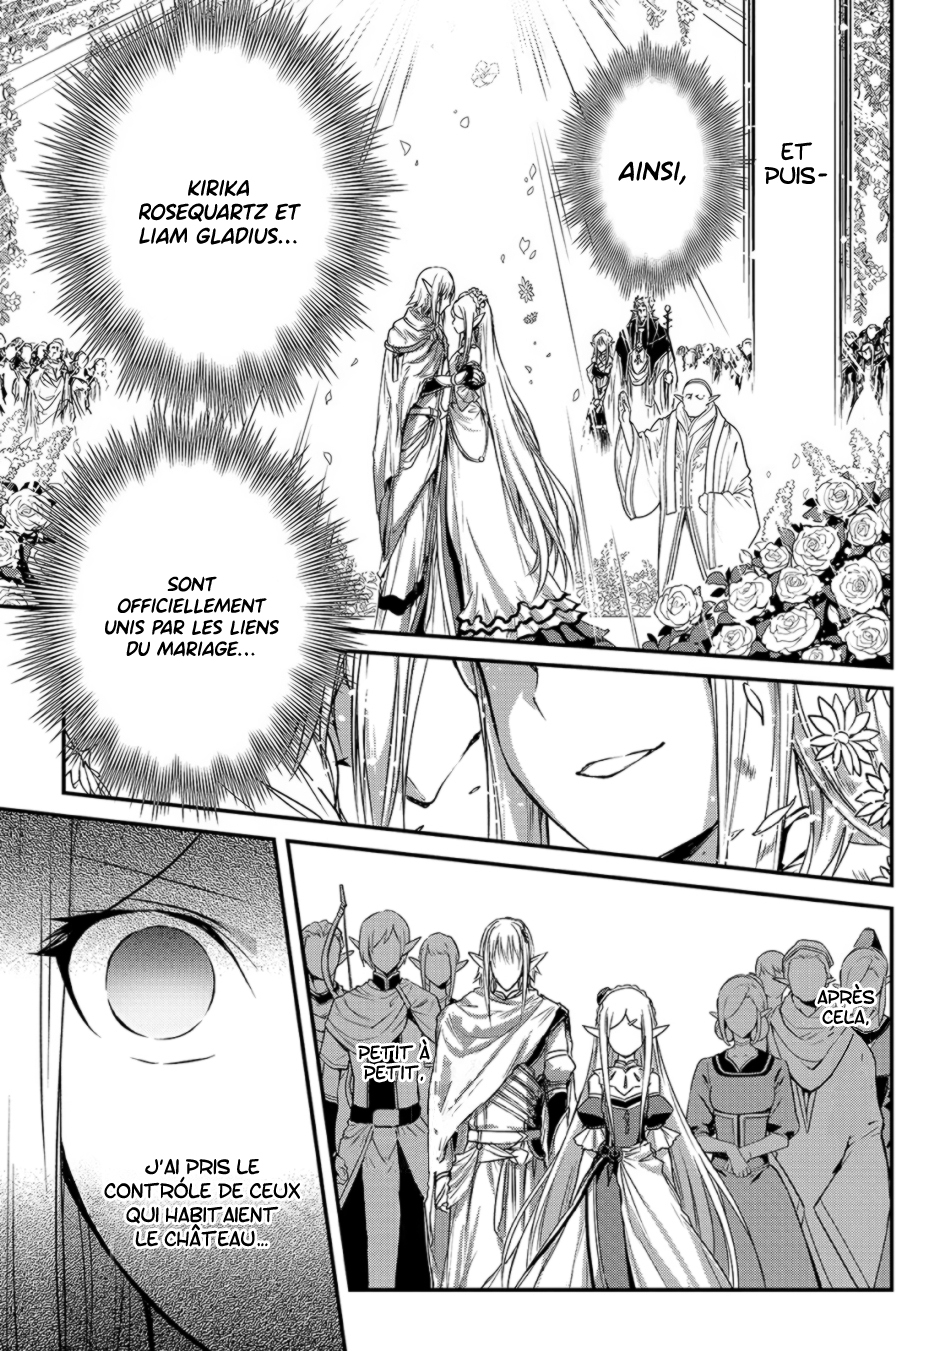 ET
PUIS-
AINSI,
KIRIKA
ROSEQUARTZ ET
LIAM GLADIUS...
SONT
OFFICIELLEMENT
UNIS PAR LES LIENS
DU MARIAGE...
APRÈS
CELA,
PETIT À
PETIT,
J'AI PRIS LE
CONTRÓLE DE CEUX
QUI HABITAIENT
LE CHÂTEAU...